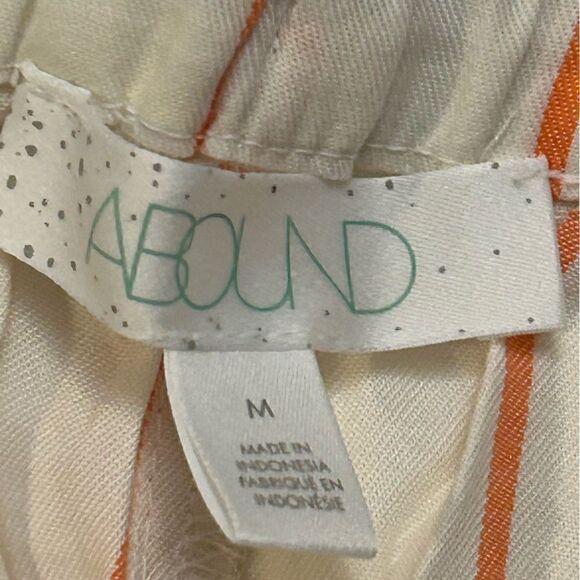 ABOUND
M
MADE IN
INDONESIA
FABRIQUÉ EN
INDONÉSIE